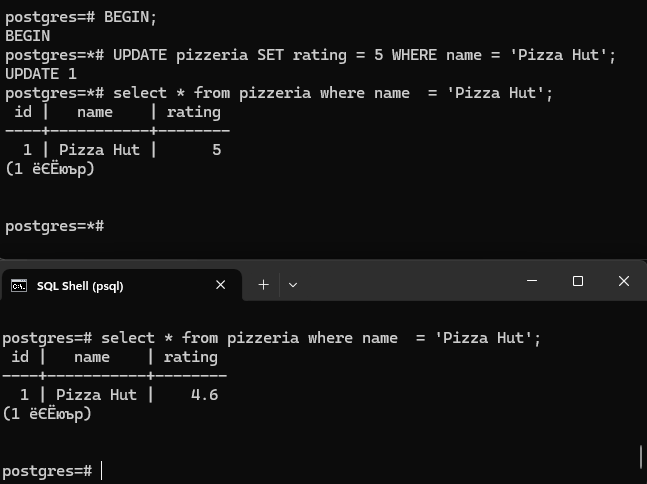 postgres=# BEGIN;
BEGIN
postgres=*# UPDATE pizzeria SET rating = 5 WHERE name = 'Pizza Hut';
UPDATE 1
postgres=*# select * from pizzeria where name  = 'Pizza Hut';
 id |   name    | rating
----+-----------+--------
  1 | Pizza Hut |      5
(1 ёЄЁюър)
postgres=*#
SQL Shell (psql)
postgres=# select * from pizzeria where name  = 'Pizza Hut';
 id |   name    | rating
----+-----------+--------
  1 | Pizza Hut |    4.6
(1 ёЄЁюър)
postgres=#